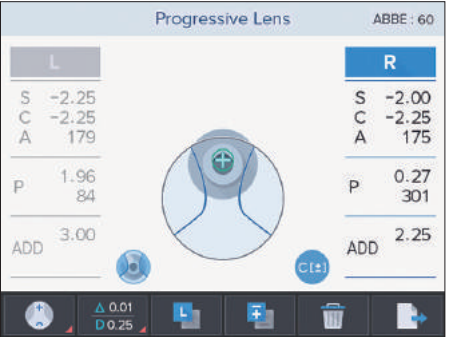 Progressive Lens
ABBE : 60
L
S -2.25
C -2.25
A 179
P 1.96
84
ADD 3.00
R
S -2.00
C -2.25
A 175
P 0.27
301
ADD 2.25
C[±]
Δ 0.01
D 0.25
L